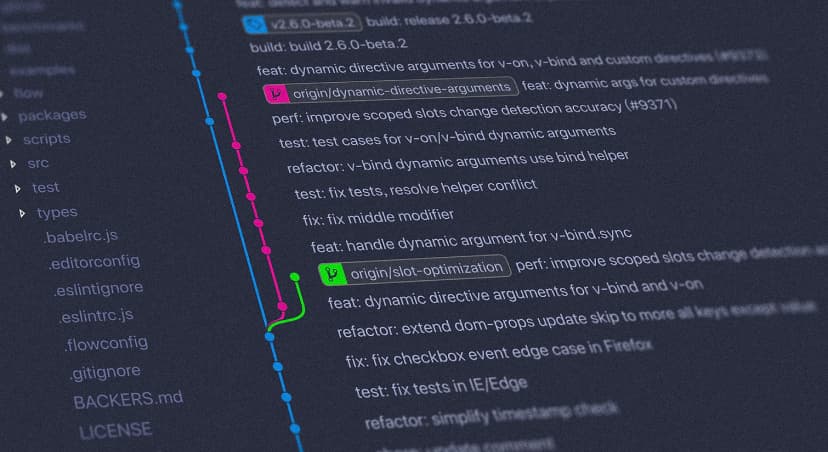 v2.6.0-beta.2 build: release 2.6.0-beta.2
build: build 2.6.0-beta.2
feat: dynamic directive arguments for v-on, v-bind and custom directives (#9373)
origin/dynamic-directive-arguments feat: dynamic args for custom directives
perf: improve scoped slots change detection accuracy (#9371)
test: test cases for v-on/v-bind dynamic arguments
refactor: v-bind dynamic arguments use bind helper
test: fix tests, resolve helper conflict
fix: fix middle modifier
feat: handle dynamic argument for v-bind.sync
origin/slot-optimization perf: improve scoped slots change detection
feat: dynamic directive arguments for v-bind and v-on
refactor: extend dom-props update skip to more all keys except value
fix: fix checkbox event edge case in Firefox
test: fix tests in IE/Edge
refactor: simplify timestamp check
update comment
examples
flow
packages
scripts
src
test
types
.babelrc.js
.editorconfig
.eslintignore
.eslintrc.js
.flowconfig
.gitignore
BACKERS.md
LICENSE